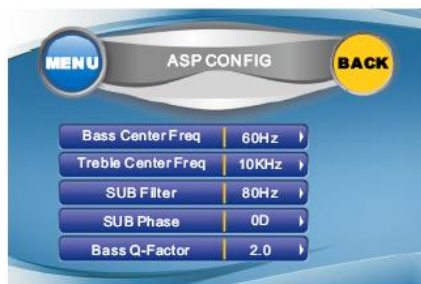 MENU ASP CONFIG BACK
Bass Center Freq 60Hz
Treble Center Freq 10KHz
SUB Filter 80Hz
SUB Phase 0D
Bass Q-Factor 2.0